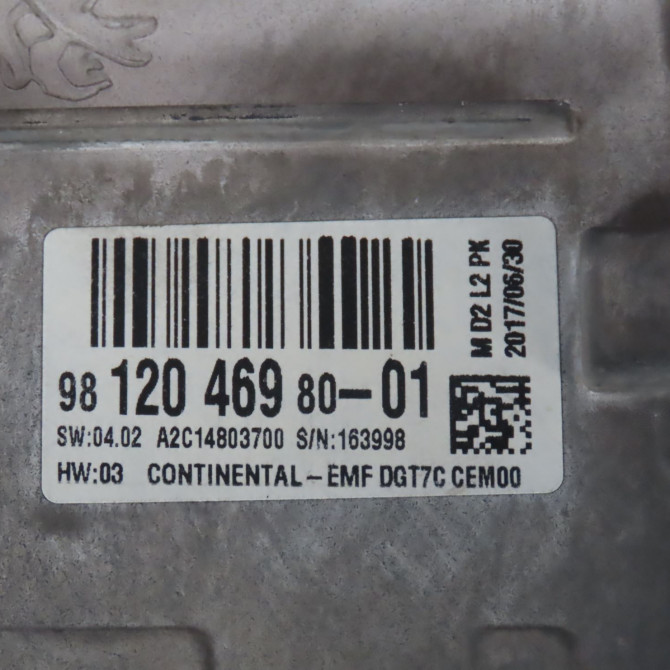 98 120 469 80-01
SW:04.02 A2C14803700 S/N:163998
HW:03 CONTINENTAL-EMF DGT7C CEM00
M D2 L2 PK
2017/06/30